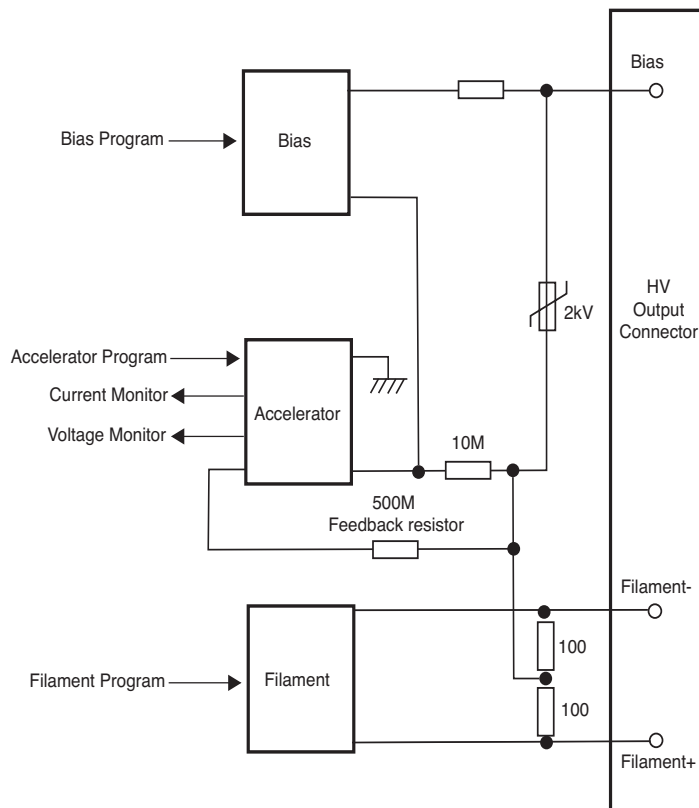 Bias
Bias Program
Bias
2kV
HV
Output
Connector
Accelerator Program
Current Monitor
Voltage Monitor
Accelerator
10M
500M
Feedback resistor
Filament-
100
Filament Program
Filament
100
Filament+